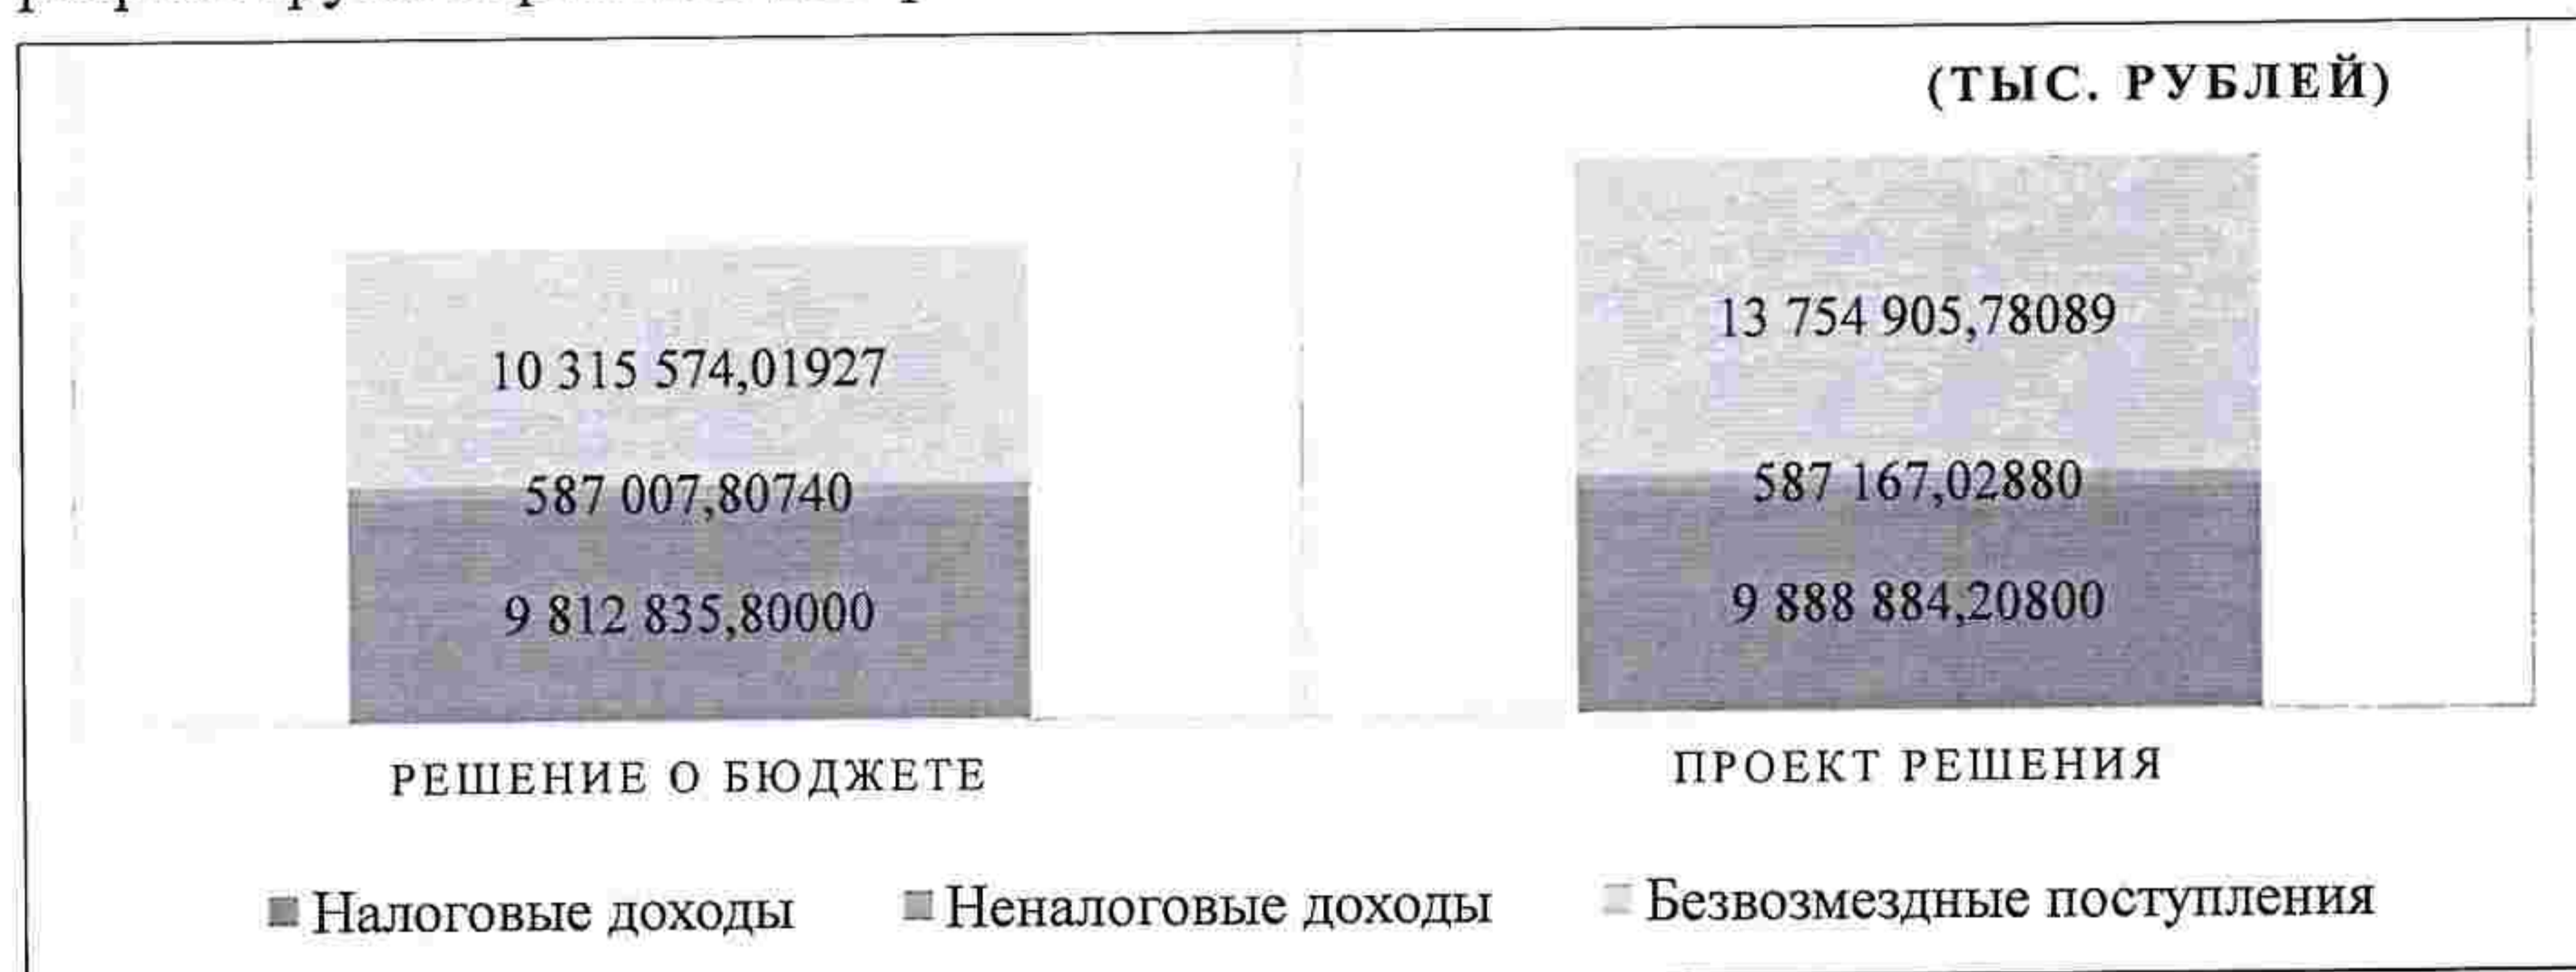 (ТЫС. РУБЛЕЙ)
13 754 905,78089
10 315 574,01927
587 167,02880
587 007,80740
9 888 884,20800
9 812 835,80000
РЕШЕНИЕ О БЮДЖЕТЕ
ПРОЕКТ РЕШЕНИЯ
Налоговые доходы
Неналоговые доходы
Безвозмездные поступления